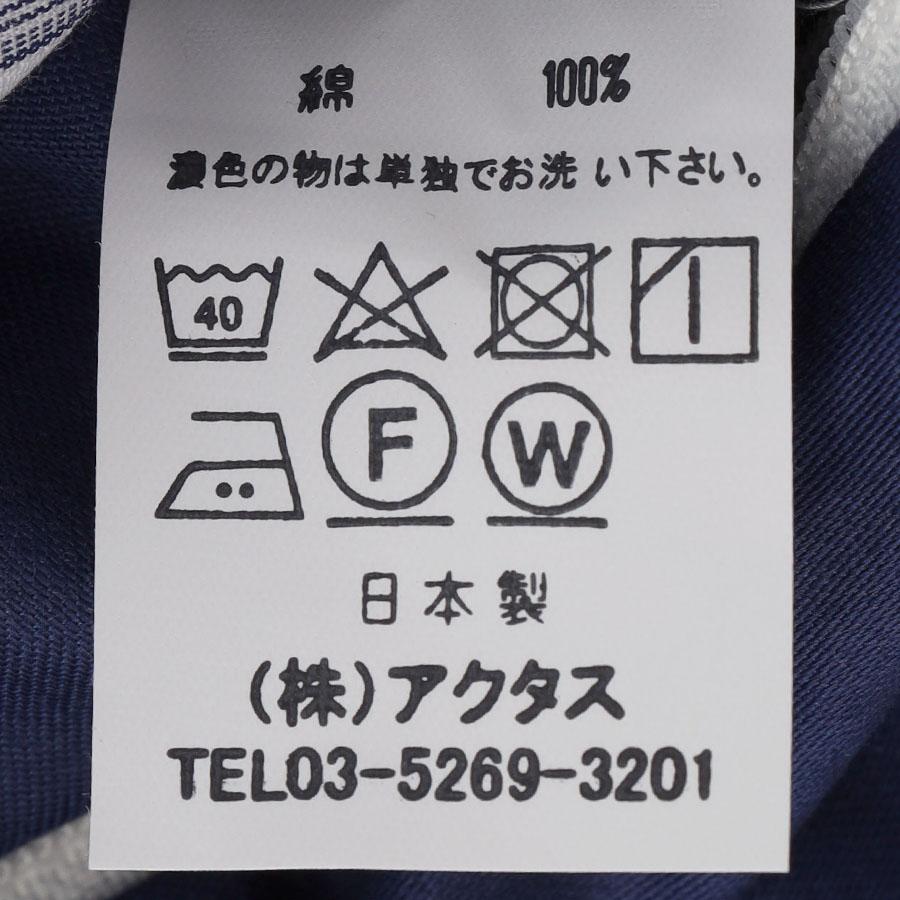 綿 100%
濃色の物は単独でお洗い下さい。
40
F W
日本製
(株)アクタス
TEL03-5269-3201